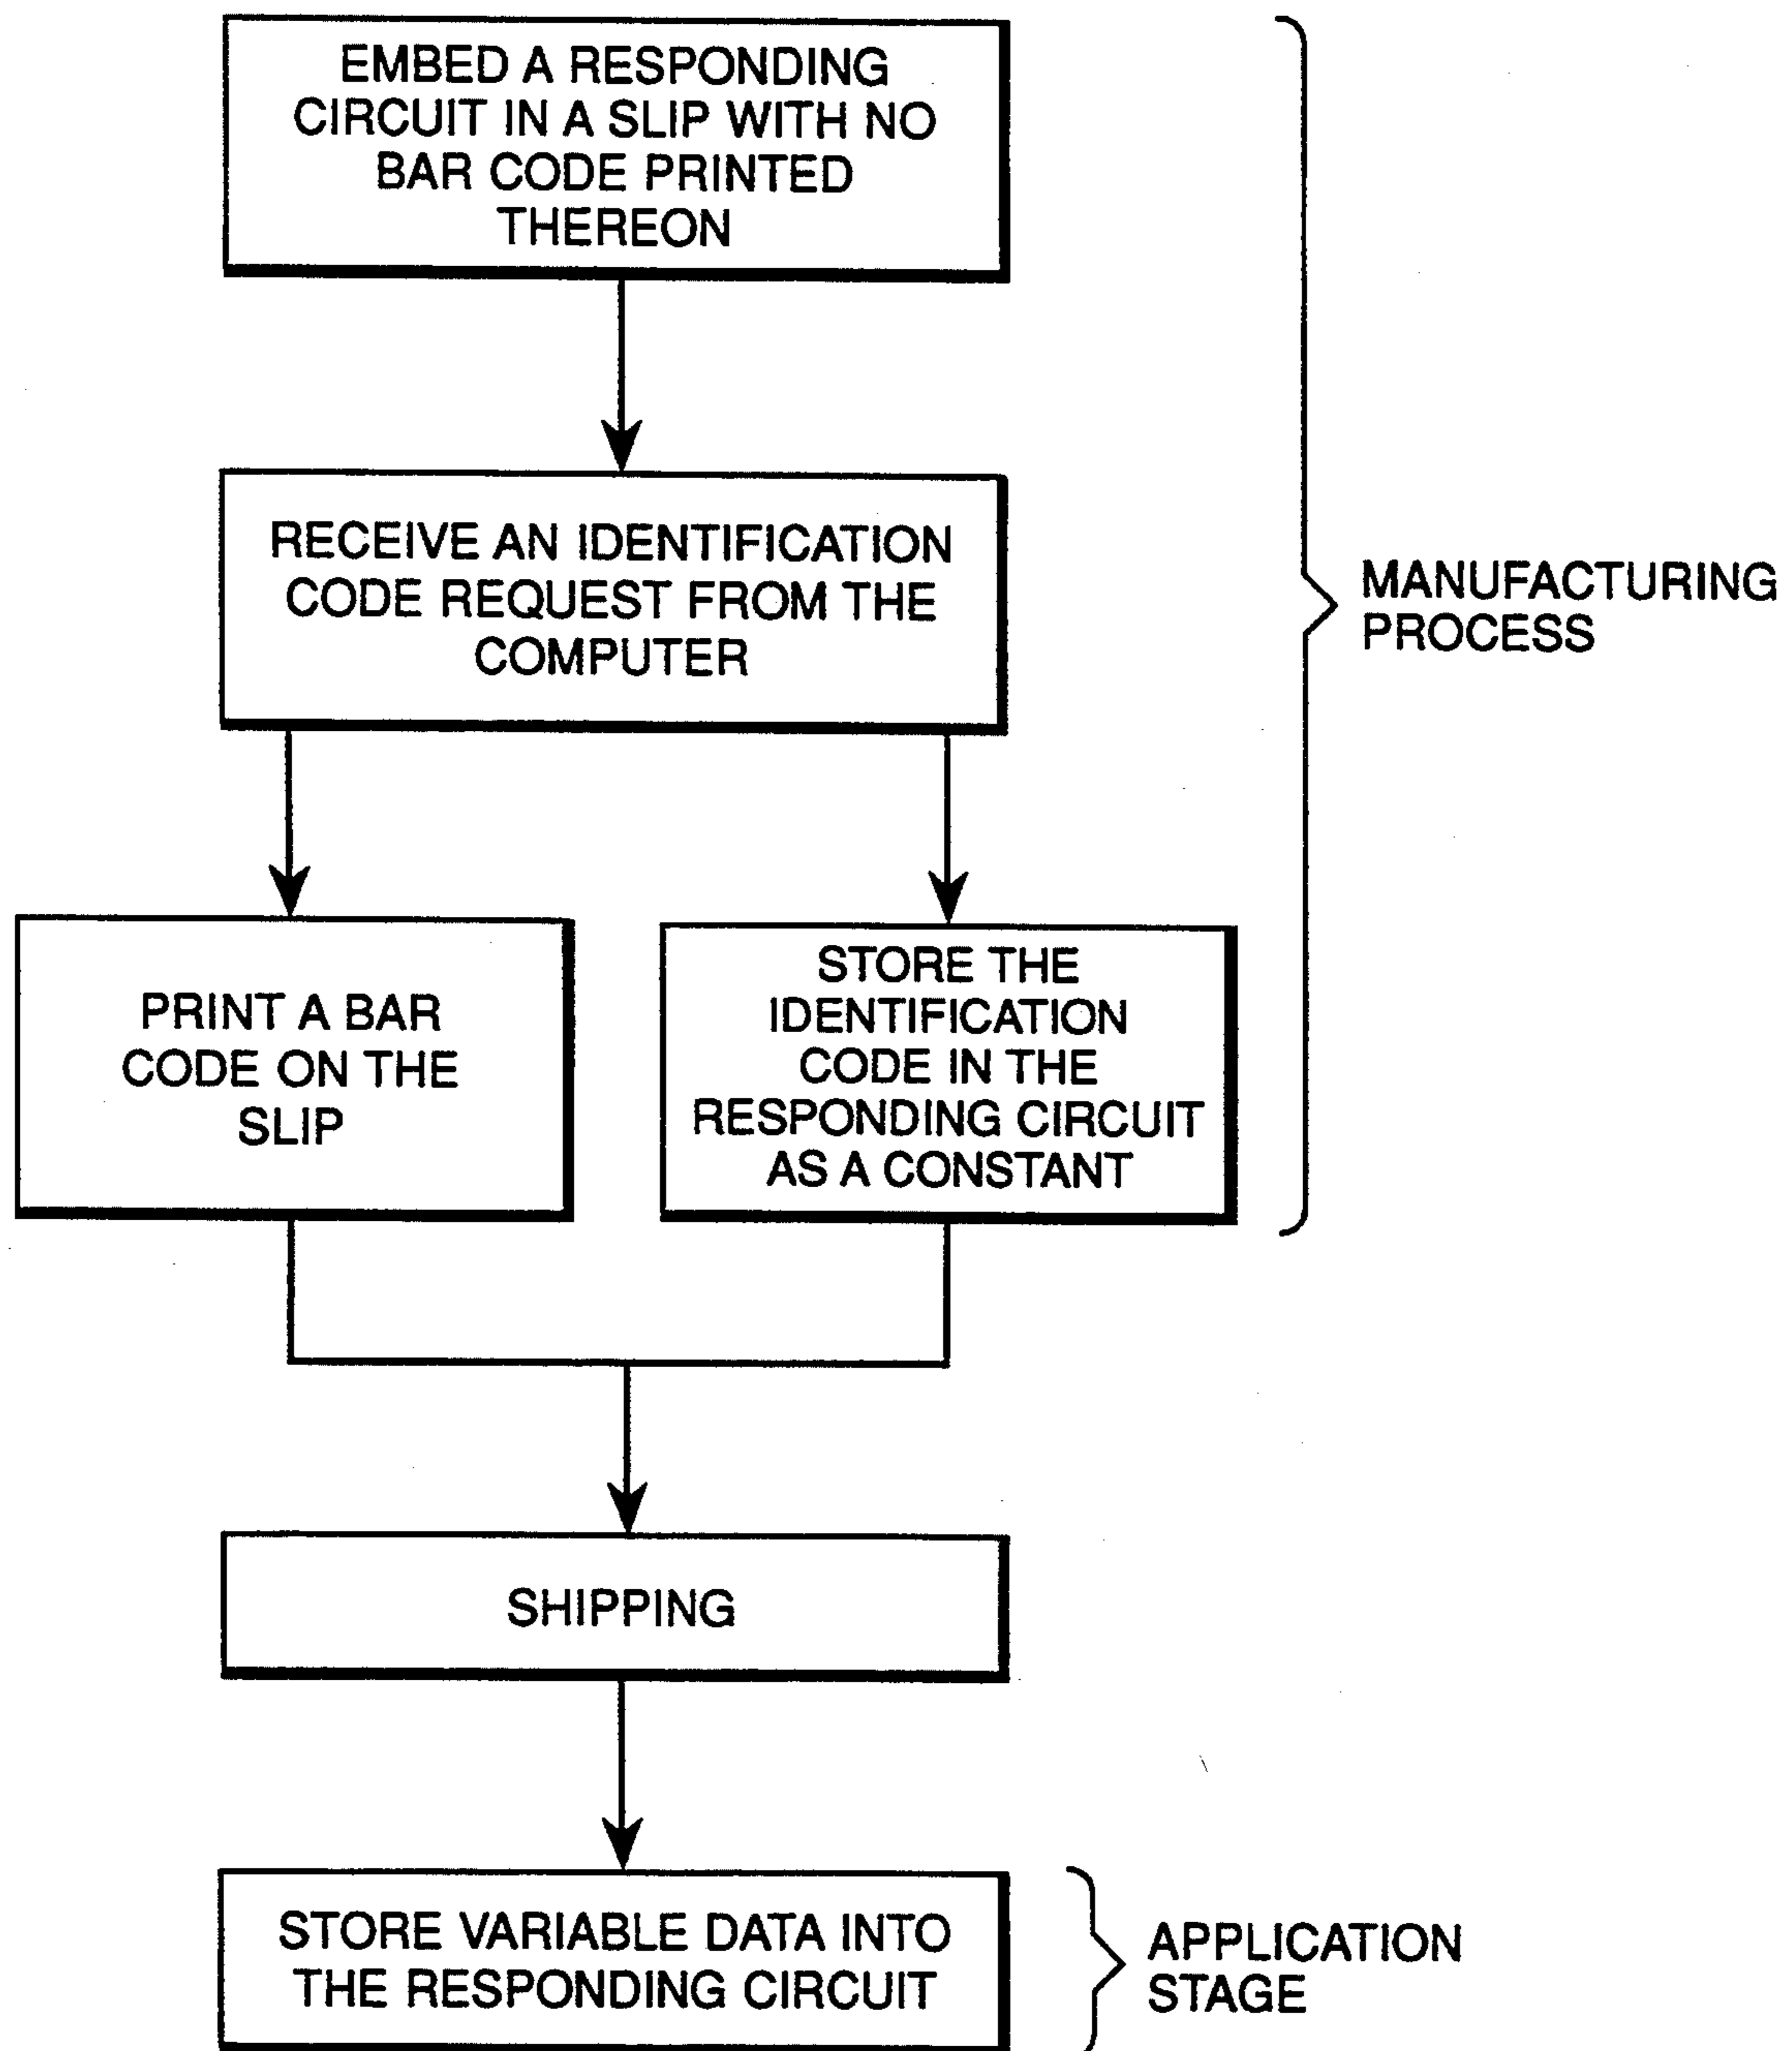 EMBED A RESPONDING
CIRCUIT IN A SLIP WITH NO
BAR CODE PRINTED
THEREON
RECEIVE AN IDENTIFICATION
CODE REQUEST FROM THE
COMPUTER
MANUFACTURING
PROCESS
PRINT A BAR
CODE ON THE
SLIP
STORE THE
IDENTIFICATION
CODE IN THE
RESPONDING CIRCUIT
AS A CONSTANT
SHIPPING
STORE VARIABLE DATA INTO
THE RESPONDING CIRCUIT
APPLICATION
STAGE